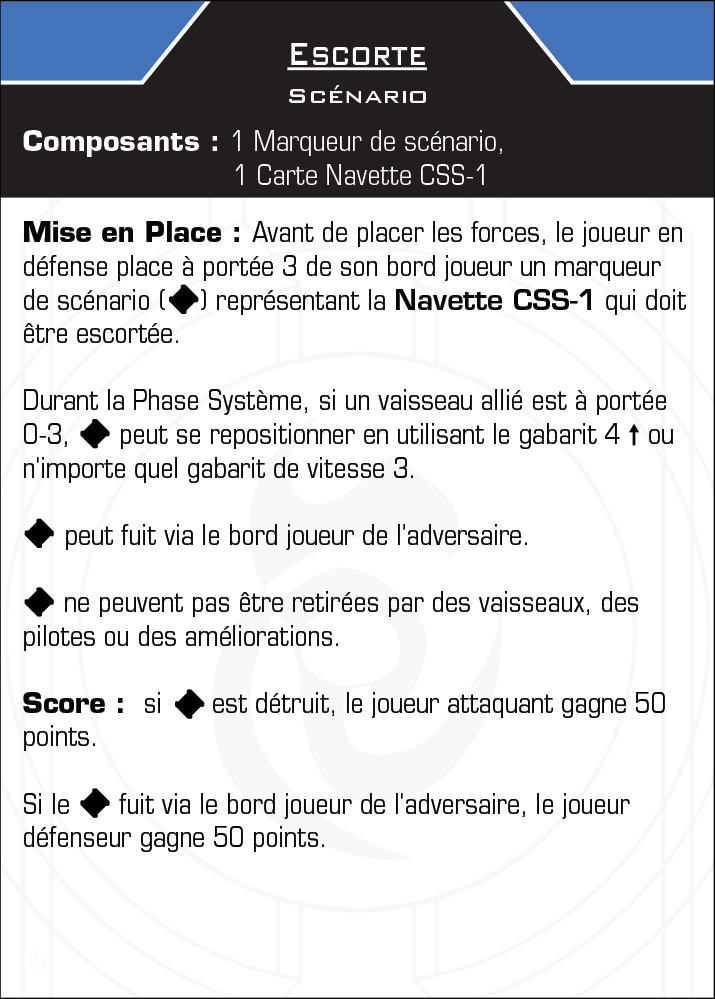 Escorte
Scénario
Composants : 1 Marqueur de scénario,
1 Carte Navette CSS-1
Mise en Place : Avant de placer les forces, le joueur en
défense place à portée 3 de son bord joueur un marqueur
de scénario (◆) représentant la Navette CSS-1 qui doit
être escortée.
Durant la Phase Système, si un vaisseau allié est à portée
0-3, ◆ peut se repositionner en utilisant le gabarit 4 ↑ ou
n'importe quel gabarit de vitesse 3.
◆ peut fuit via le bord joueur de l'adversaire.
◆ ne peuvent pas être retirées par des vaisseaux, des
pilotes ou des améliorations.
Score : si ◆ est détruit, le joueur attaquant gagne 50
points.
Si le ◆ fuit via le bord joueur de l'adversaire, le joueur
défenseur gagne 50 points.